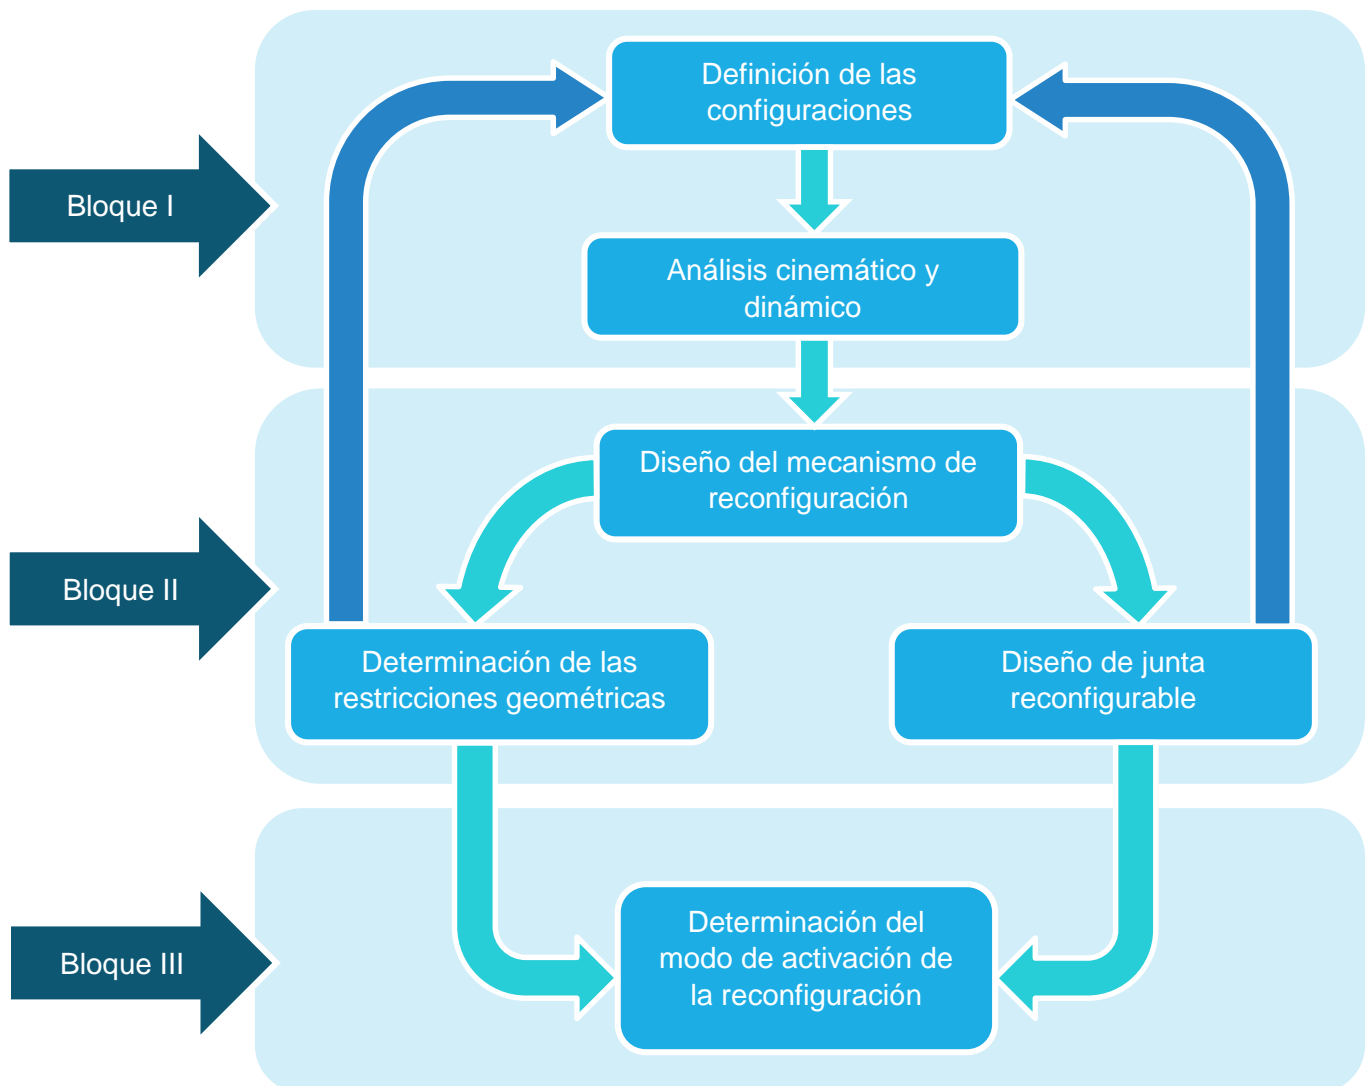 Definición de las
configuraciones
Bloque I
Análisis cinemático y
dinámico
Diseño del mecanismo de
reconfiguración
Bloque II
Determinación de las
restricciones geométricas
Diseño de junta
reconfigurable
Bloque III
Determinación del
modo de activación de
la reconfiguración